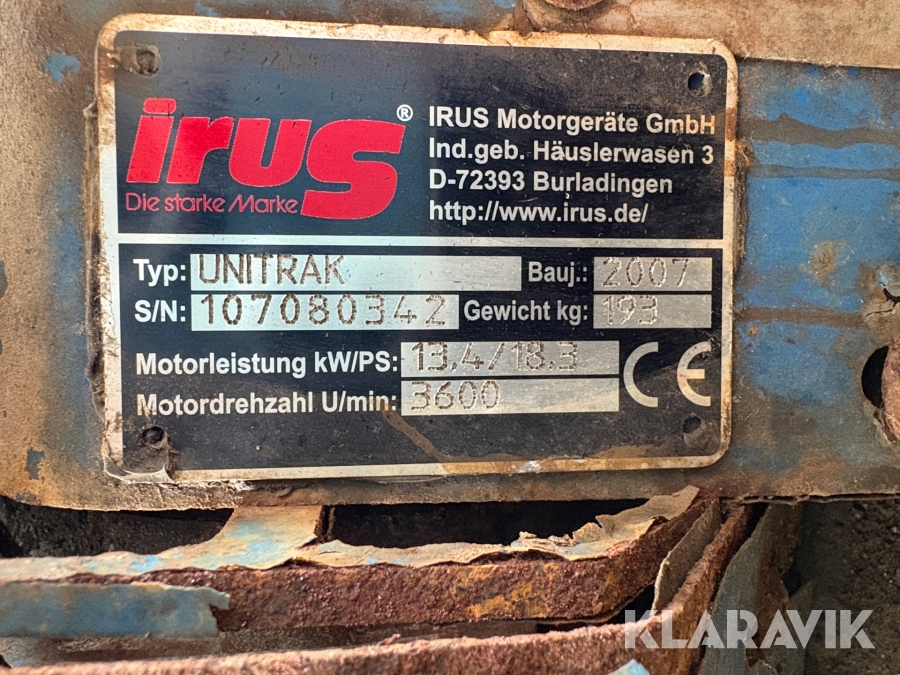 irus®
Die starke Marke
IRUS Motorgeräte GmbH
Ind.geb. Häuslerwasen 3
D-72393 Burladingen
http://www.irus.de/
Typ: UNITRAK Bauj.: 2007
S/N: 107080342 Gewicht kg: 193
Motorleistung kW/PS: 13,4/18,3
Motordrehzahl U/min: 3600
CE
KLARAVIK